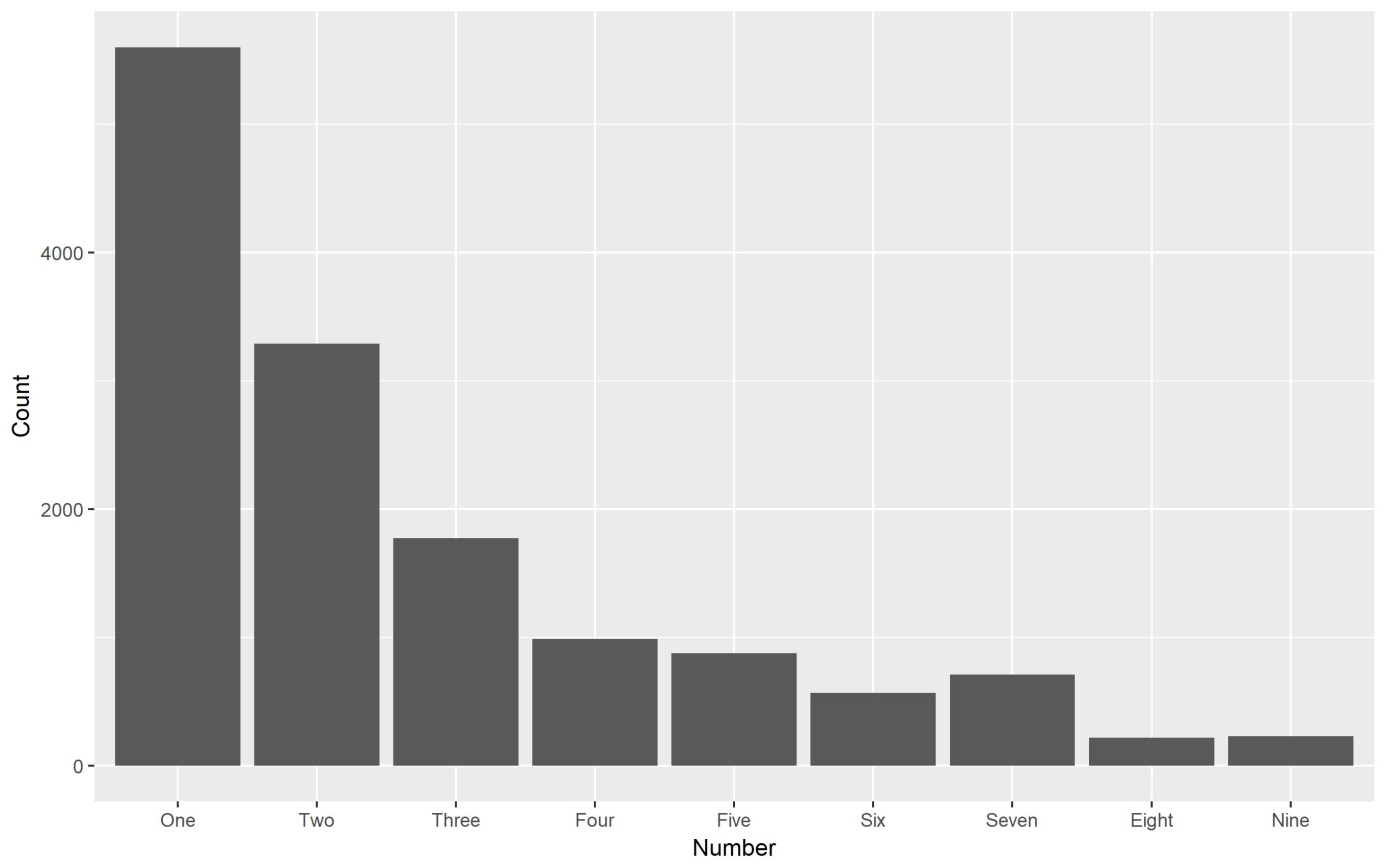 Count
4000
2000
0
One Two Three Four Five Six Seven Eight Nine
Number